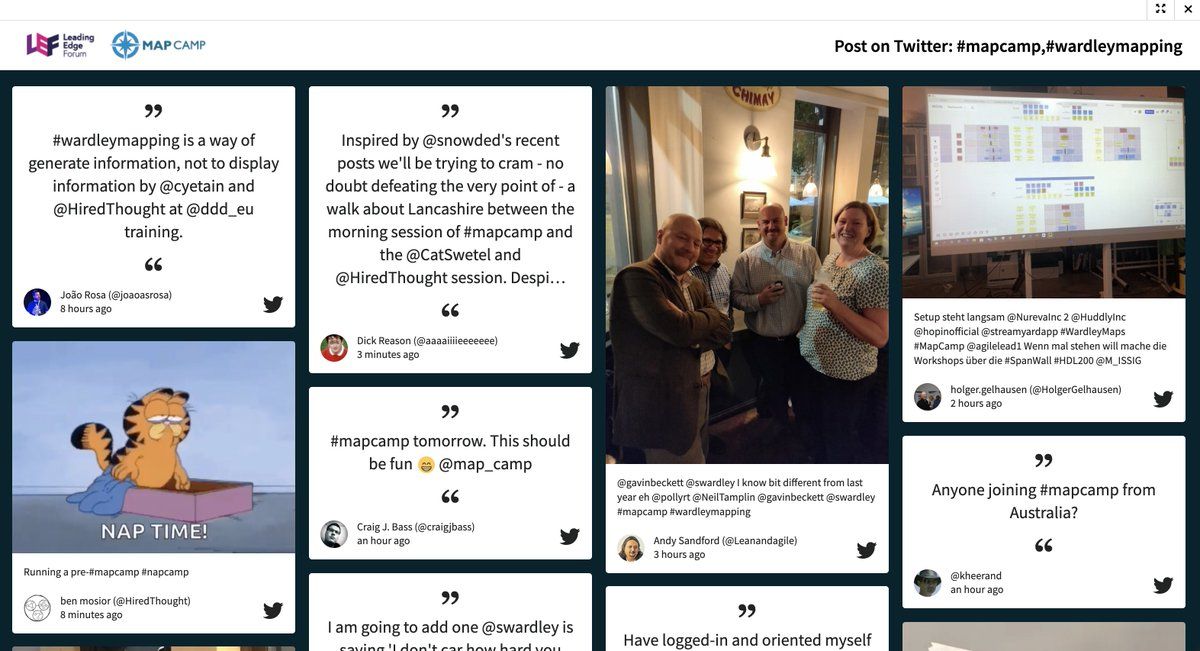 Leading
Edge
Forum
MAP CAMP
Post on Twitter: #mapcamp,#wardleymapping
”
#wardleymapping is a way of
generate information, not to display
information by @cyetain and
@HiredThought at @ddd_eu
training.
“
João Rosa (@joaoasrosa)
8 hours ago
NAP TIME!
Running a pre-#mapcamp #napcamp
ben mosior (@HiredThought)
8 minutes ago
”
Inspired by @snowded's recent
posts we'll be trying to cram - no
doubt defeating the very point of - a
walk about Lancashire between the
morning session of #mapcamp and
the @CatSwetel and
@HiredThought session. Despi…
“
Dick Reason (@aaaaiiiieeeeeee)
3 minutes ago
”
#mapcamp tomorrow. This should
be fun 😁 @map_camp
“
Craig J. Bass (@craigjbass)
an hour ago
”
I am going to add one @swardley is
saying 'I don't car how hard you
CHIMAY
@gavinbeckett @swardley I know bit different from last
year eh @pollyrt @NeilTamplin @gavinbeckett @swardley
#mapcamp #wardleymapping
Andy Sandford (@Leanandagile)
3 hours ago
”
Have logged-in and oriented myself
Setup steht langsam @NurevaInc 2 @HuddlyInc
@hopinofficial @streamyardapp #WardleyMaps
#MapCamp @agilelead1 Wenn mal stehen will mache die
Workshops über die #SpanWall #HDL200 @M_ISSIG
holger.gelhausen (@HolgerGelhausen)
2 hours ago
”
Anyone joining #mapcamp from
Australia?
“
@kheerand
an hour ago